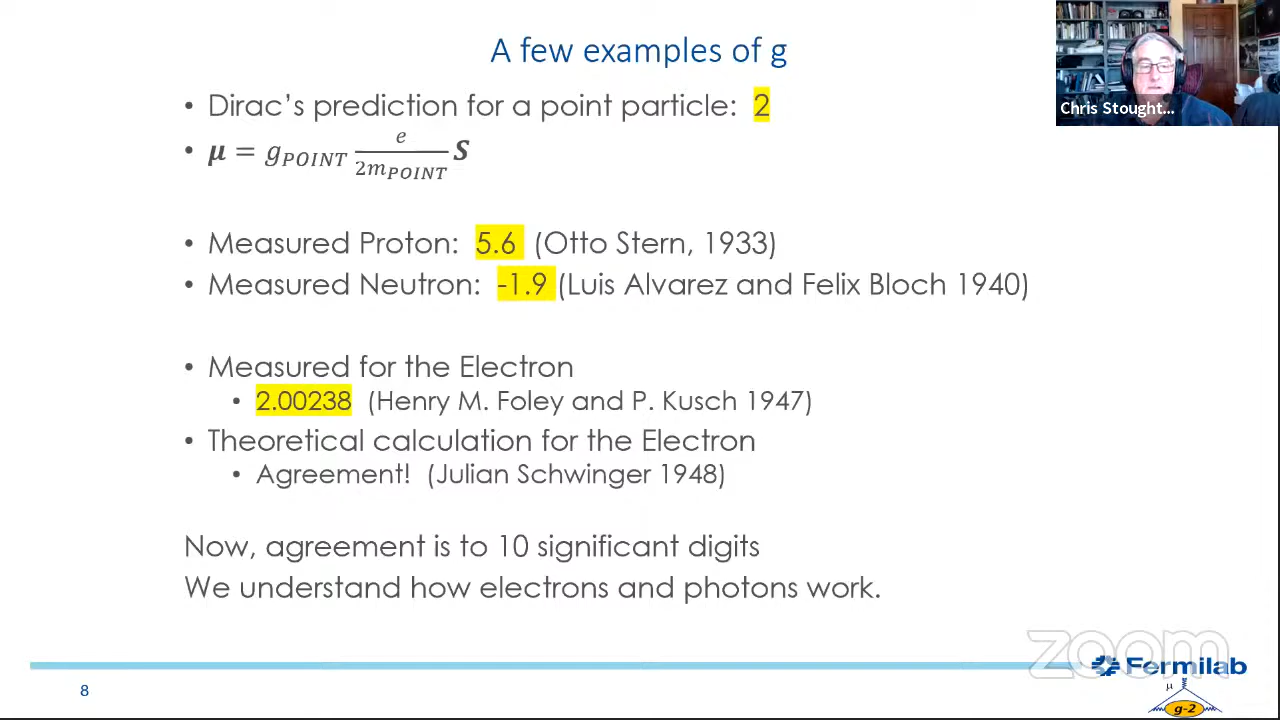 A few examples of g
Chris Stought...
• Dirac's prediction for a point particle: 2
• μ = g_POINT e/2m_POINT S
• Measured Proton: 5.6 (Otto Stern, 1933)
• Measured Neutron: -1.9 (Luis Alvarez and Felix Bloch 1940)
• Measured for the Electron
• 2.00238 (Henry M. Foley and P. Kusch 1947)
• Theoretical calculation for the Electron
• Agreement! (Julian Schwinger 1948)
Now, agreement is to 10 significant digits
We understand how electrons and photons work.
zoom
Fermilab
8
μ
g-2